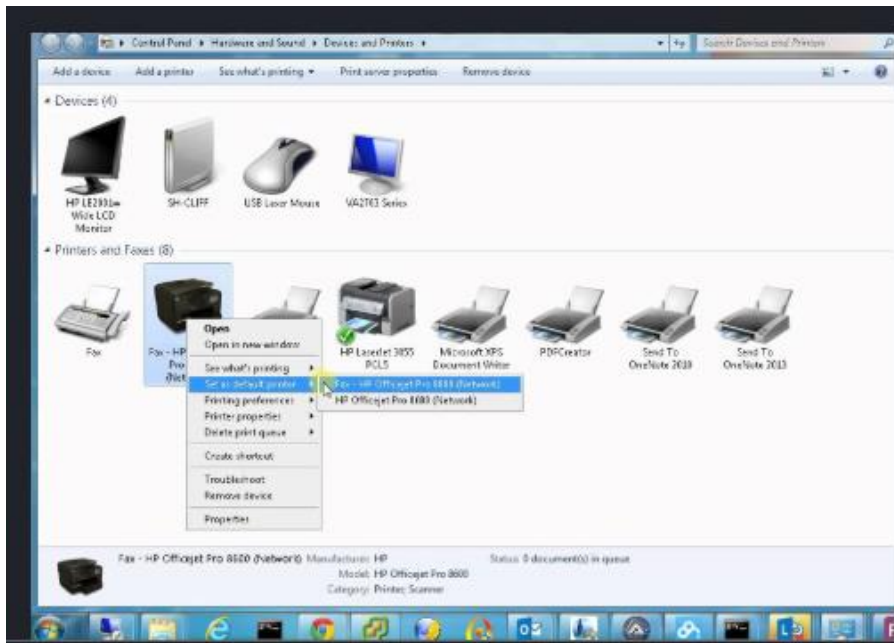 Control Panel ▸ Hardware and Sound ▸ Devices and Printers ▸
Search Devices and Printers
Add a device Add a printer See what's printing Print server properties Remove device
Devices (4)
HP LE2201w
Wide LCD
Monitor
SH-CLIFF
USB Laser Mouse
VA2703 Series
Printers and Faxes (8)
Fax
Fax - HP
Pro
(Net
HP LaserJet 3055
PCL5
Microsoft XPS
Document Writer
PDFCreator
Send To
OneNote 2010
Send To
OneNote 2013
Open
Open in new window
See what's printing
Set as default printer
Printing preferences
Printer properties
Delete print queue
Create shortcut
Troubleshoot
Remove device
Properties
Fax - HP Officejet Pro 8600 (Network)
HP Officejet Pro 8600 (Network)
Fax - HP Officejet Pro 8600 (Network) Manufacturer: HP Status: 0 document(s) in queue
Model: HP Officejet Pro 8600
Category: Printer; Scanner